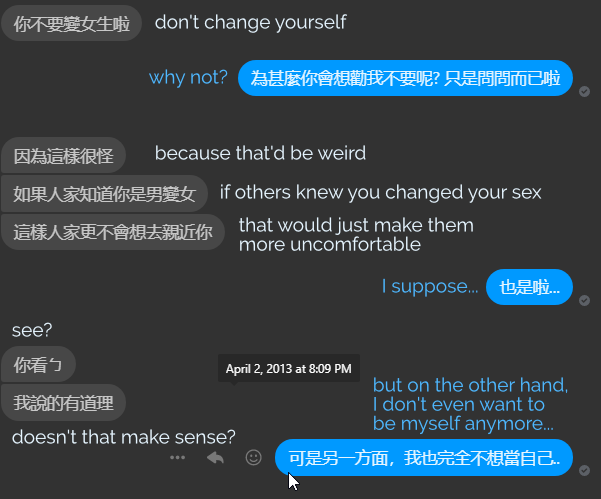 你不要變女生啦
don't change yourself
why not?
為甚麼你會想勸我不要呢? 只是問問而已啦
因為這樣很怪
because that'd be weird
如果人家知道你是男變女
if others knew you changed your sex
這樣人家更不會想去親近你
that would just make them
more uncomfortable
I suppose...
也是啦...
see?
你看ㄅ
April 2, 2013 at 8:09 PM
我說的有道理
but on the other hand,
I don't even want to
be myself anymore...
doesn't that make sense?
可是另一方面，我也完全不想當自己..